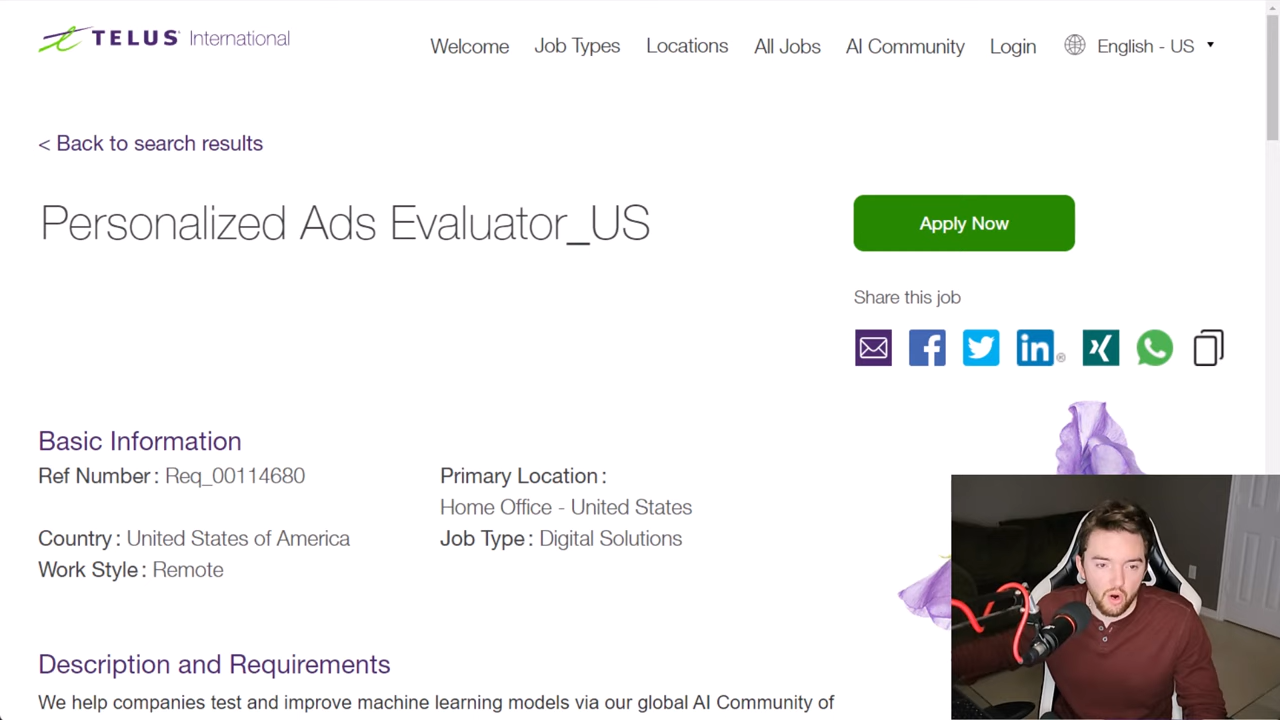 TELUS International
Welcome Job Types Locations All Jobs AI Community Login English - US
< Back to search results
Personalized Ads Evaluator_US
Apply Now
Share this job
in
Basic Information
Ref Number : Req_00114680
Primary Location :
Home Office - United States
Country : United States of America
Job Type : Digital Solutions
Work Style : Remote
Description and Requirements
We help companies test and improve machine learning models via our global AI Community of